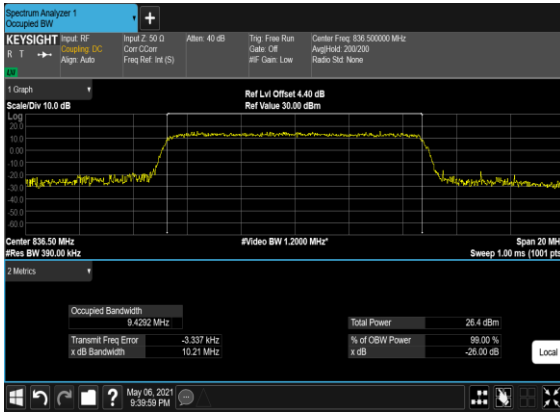 Spectrum Analyzer 1
Occupied BW
KEYSIGHT Input: RF Input Z: 50 Ω Atten: 40 dB Trig: Free Run Center Freq: 836.500000 MHz
R T Coupling: DC Corr CCorr Gate: Off Avg|Hold: 200/200
Align: Auto Freq Ref: Int (S) #IF Gain: Low Radio Std: None
LXI
1 Graph
Ref Lvl Offset 4.40 dB
Scale/Div 10.0 dB Ref Value 30.00 dBm
Log
20.0
10.0
0.00
-10.0
-20.0
-30.0
-40.0
-50.0
-60.0
Center 836.50 MHz #Video BW 1.2000 MHz* Span 20 MH
#Res BW 390.00 kHz Sweep 1.00 ms (1001 pts
2 Metrics
Occupied Bandwidth
9.4292 MHz Total Power 26.4 dBm
Transmit Freq Error -3.337 kHz % of OBW Power 99.00 %
x dB Bandwidth 10.21 MHz x dB -26.00 dB
Local
? May 06, 2021
9:39:59 PM